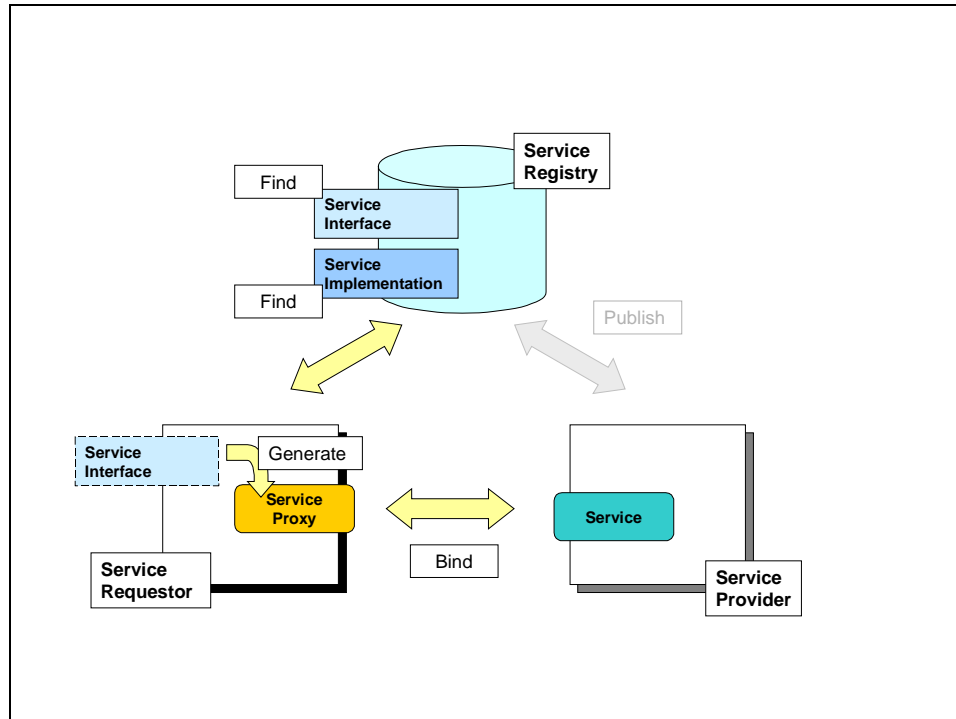 Service
Registry
Find
Service
Interface
Service
Implementation
Find
Publish
Service
Interface
Generate
Service
Proxy
Service
Bind
Service
Requestor
Service
Provider